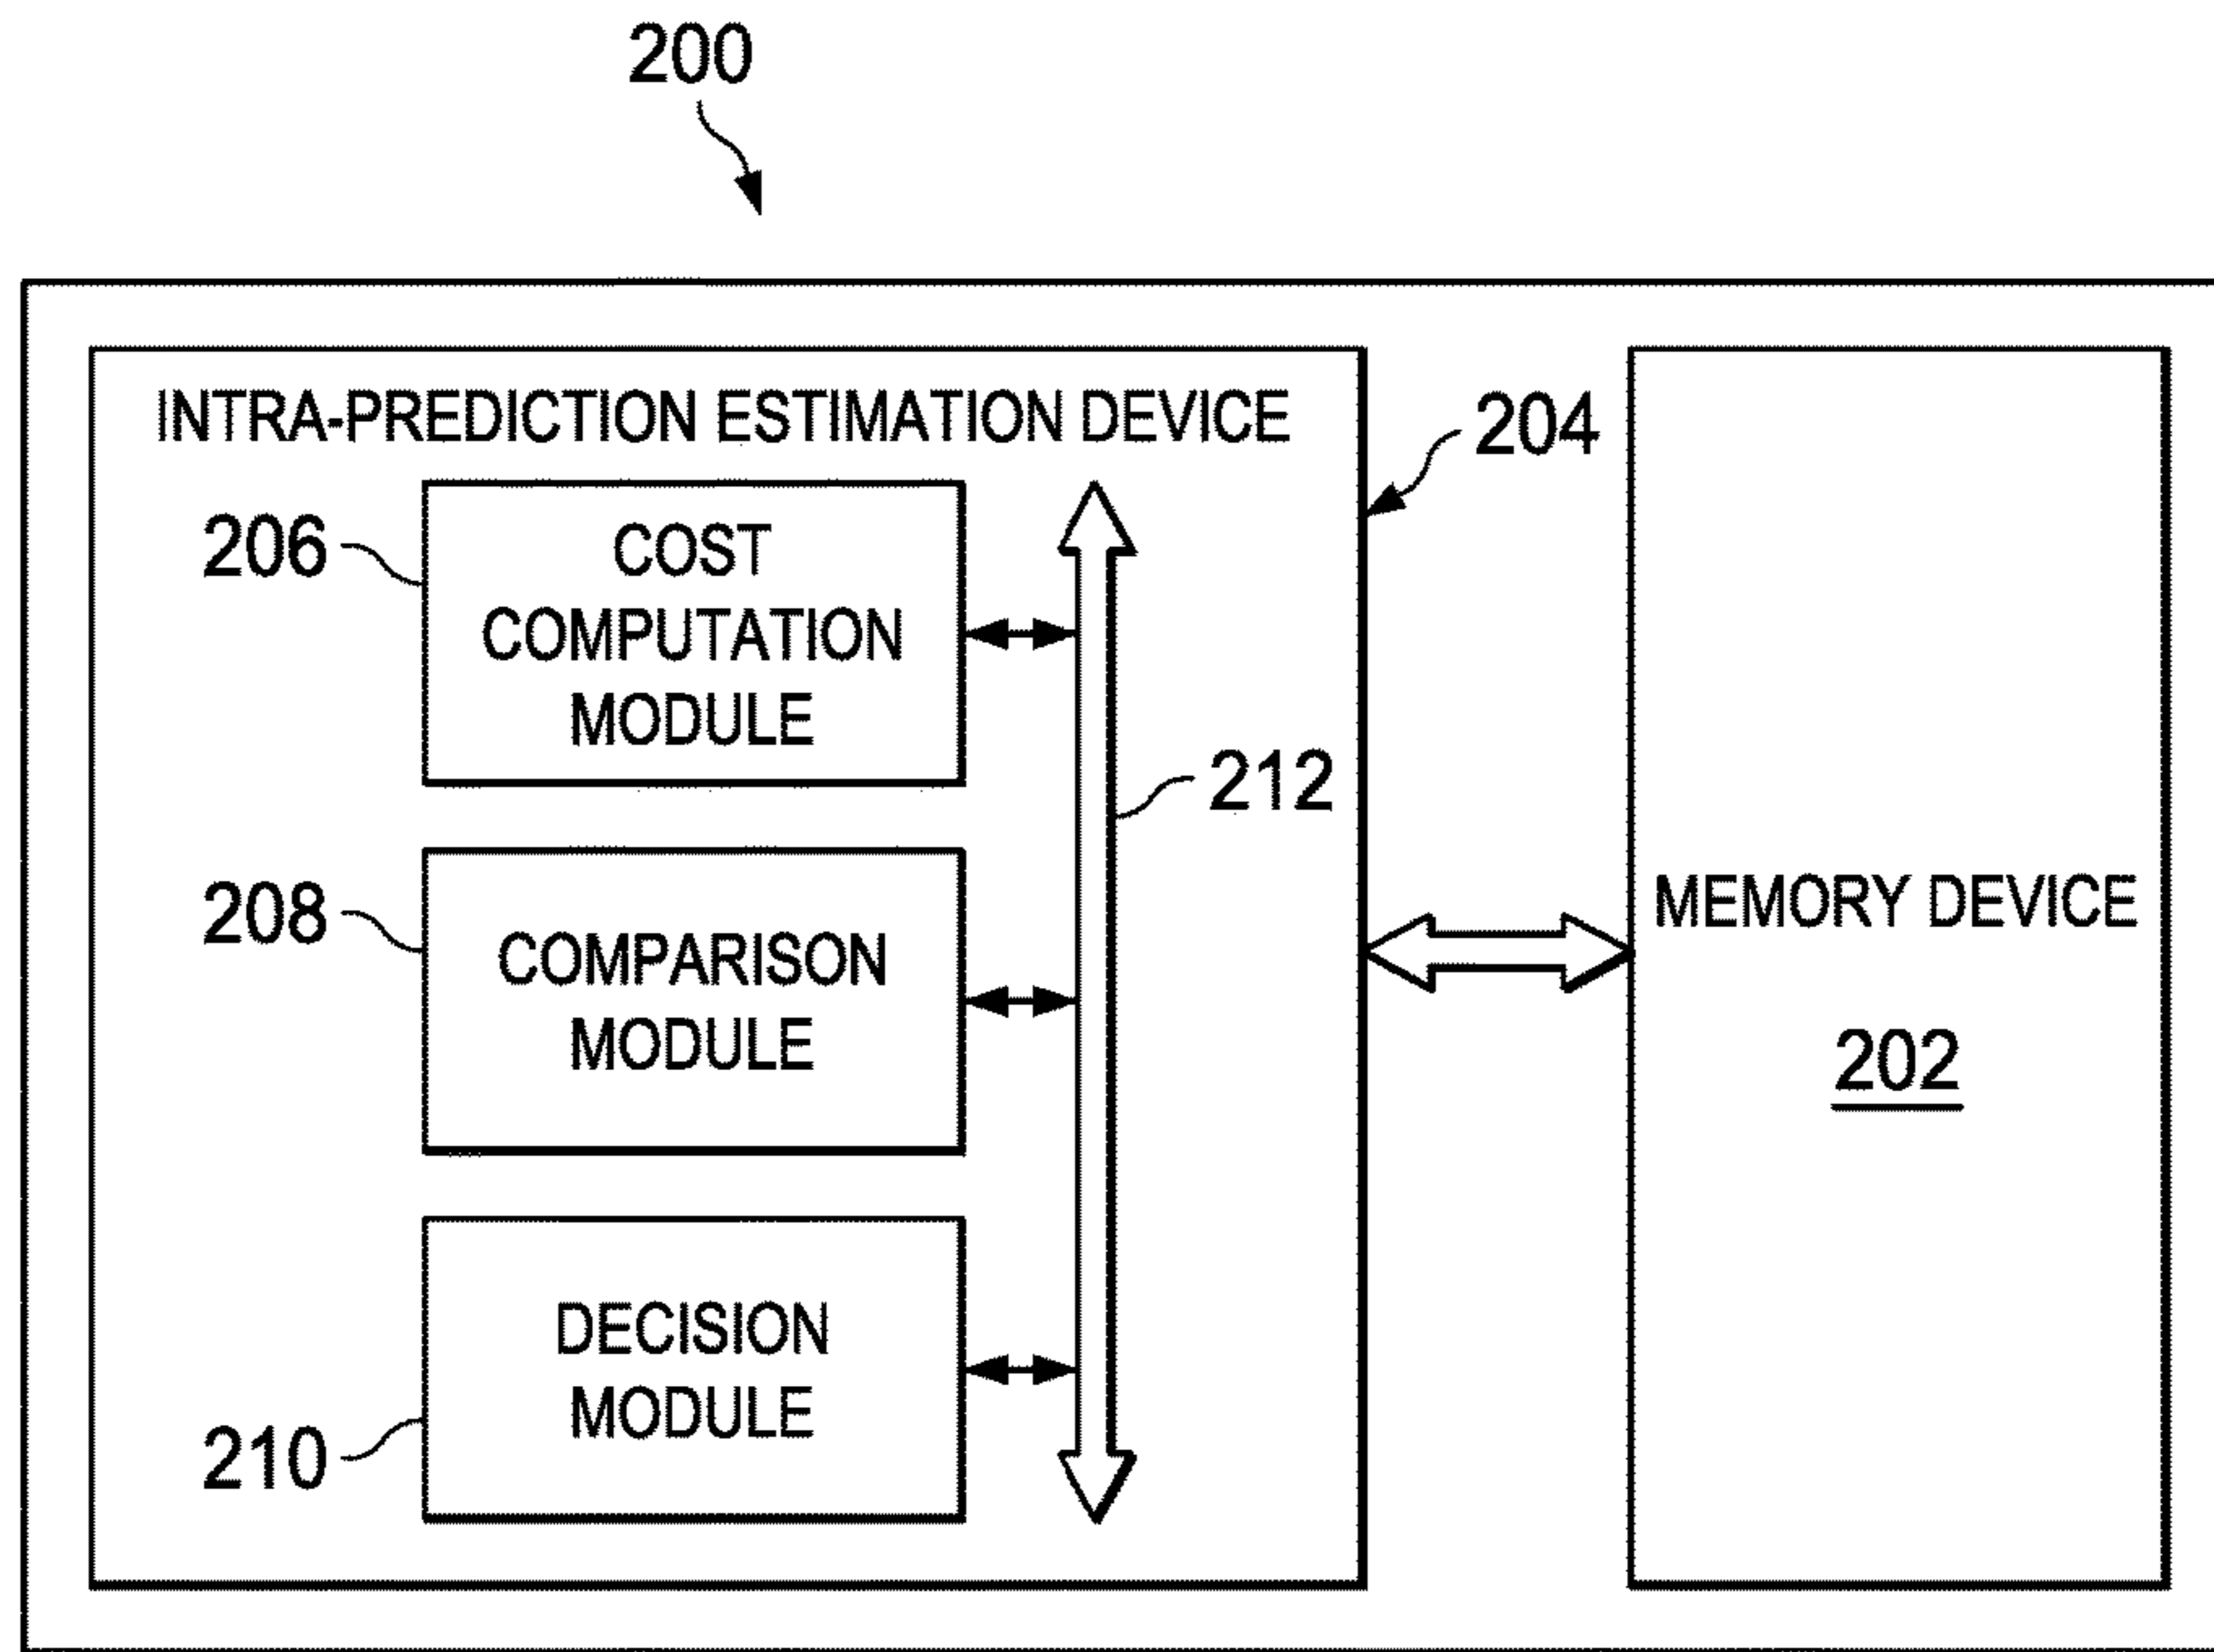 200
INTRA-PREDICTION ESTIMATION DEVICE
204
206
COST
COMPUTATION
MODULE
212
208
COMPARISON
MODULE
MEMORY DEVICE
202
210
DECISION
MODULE